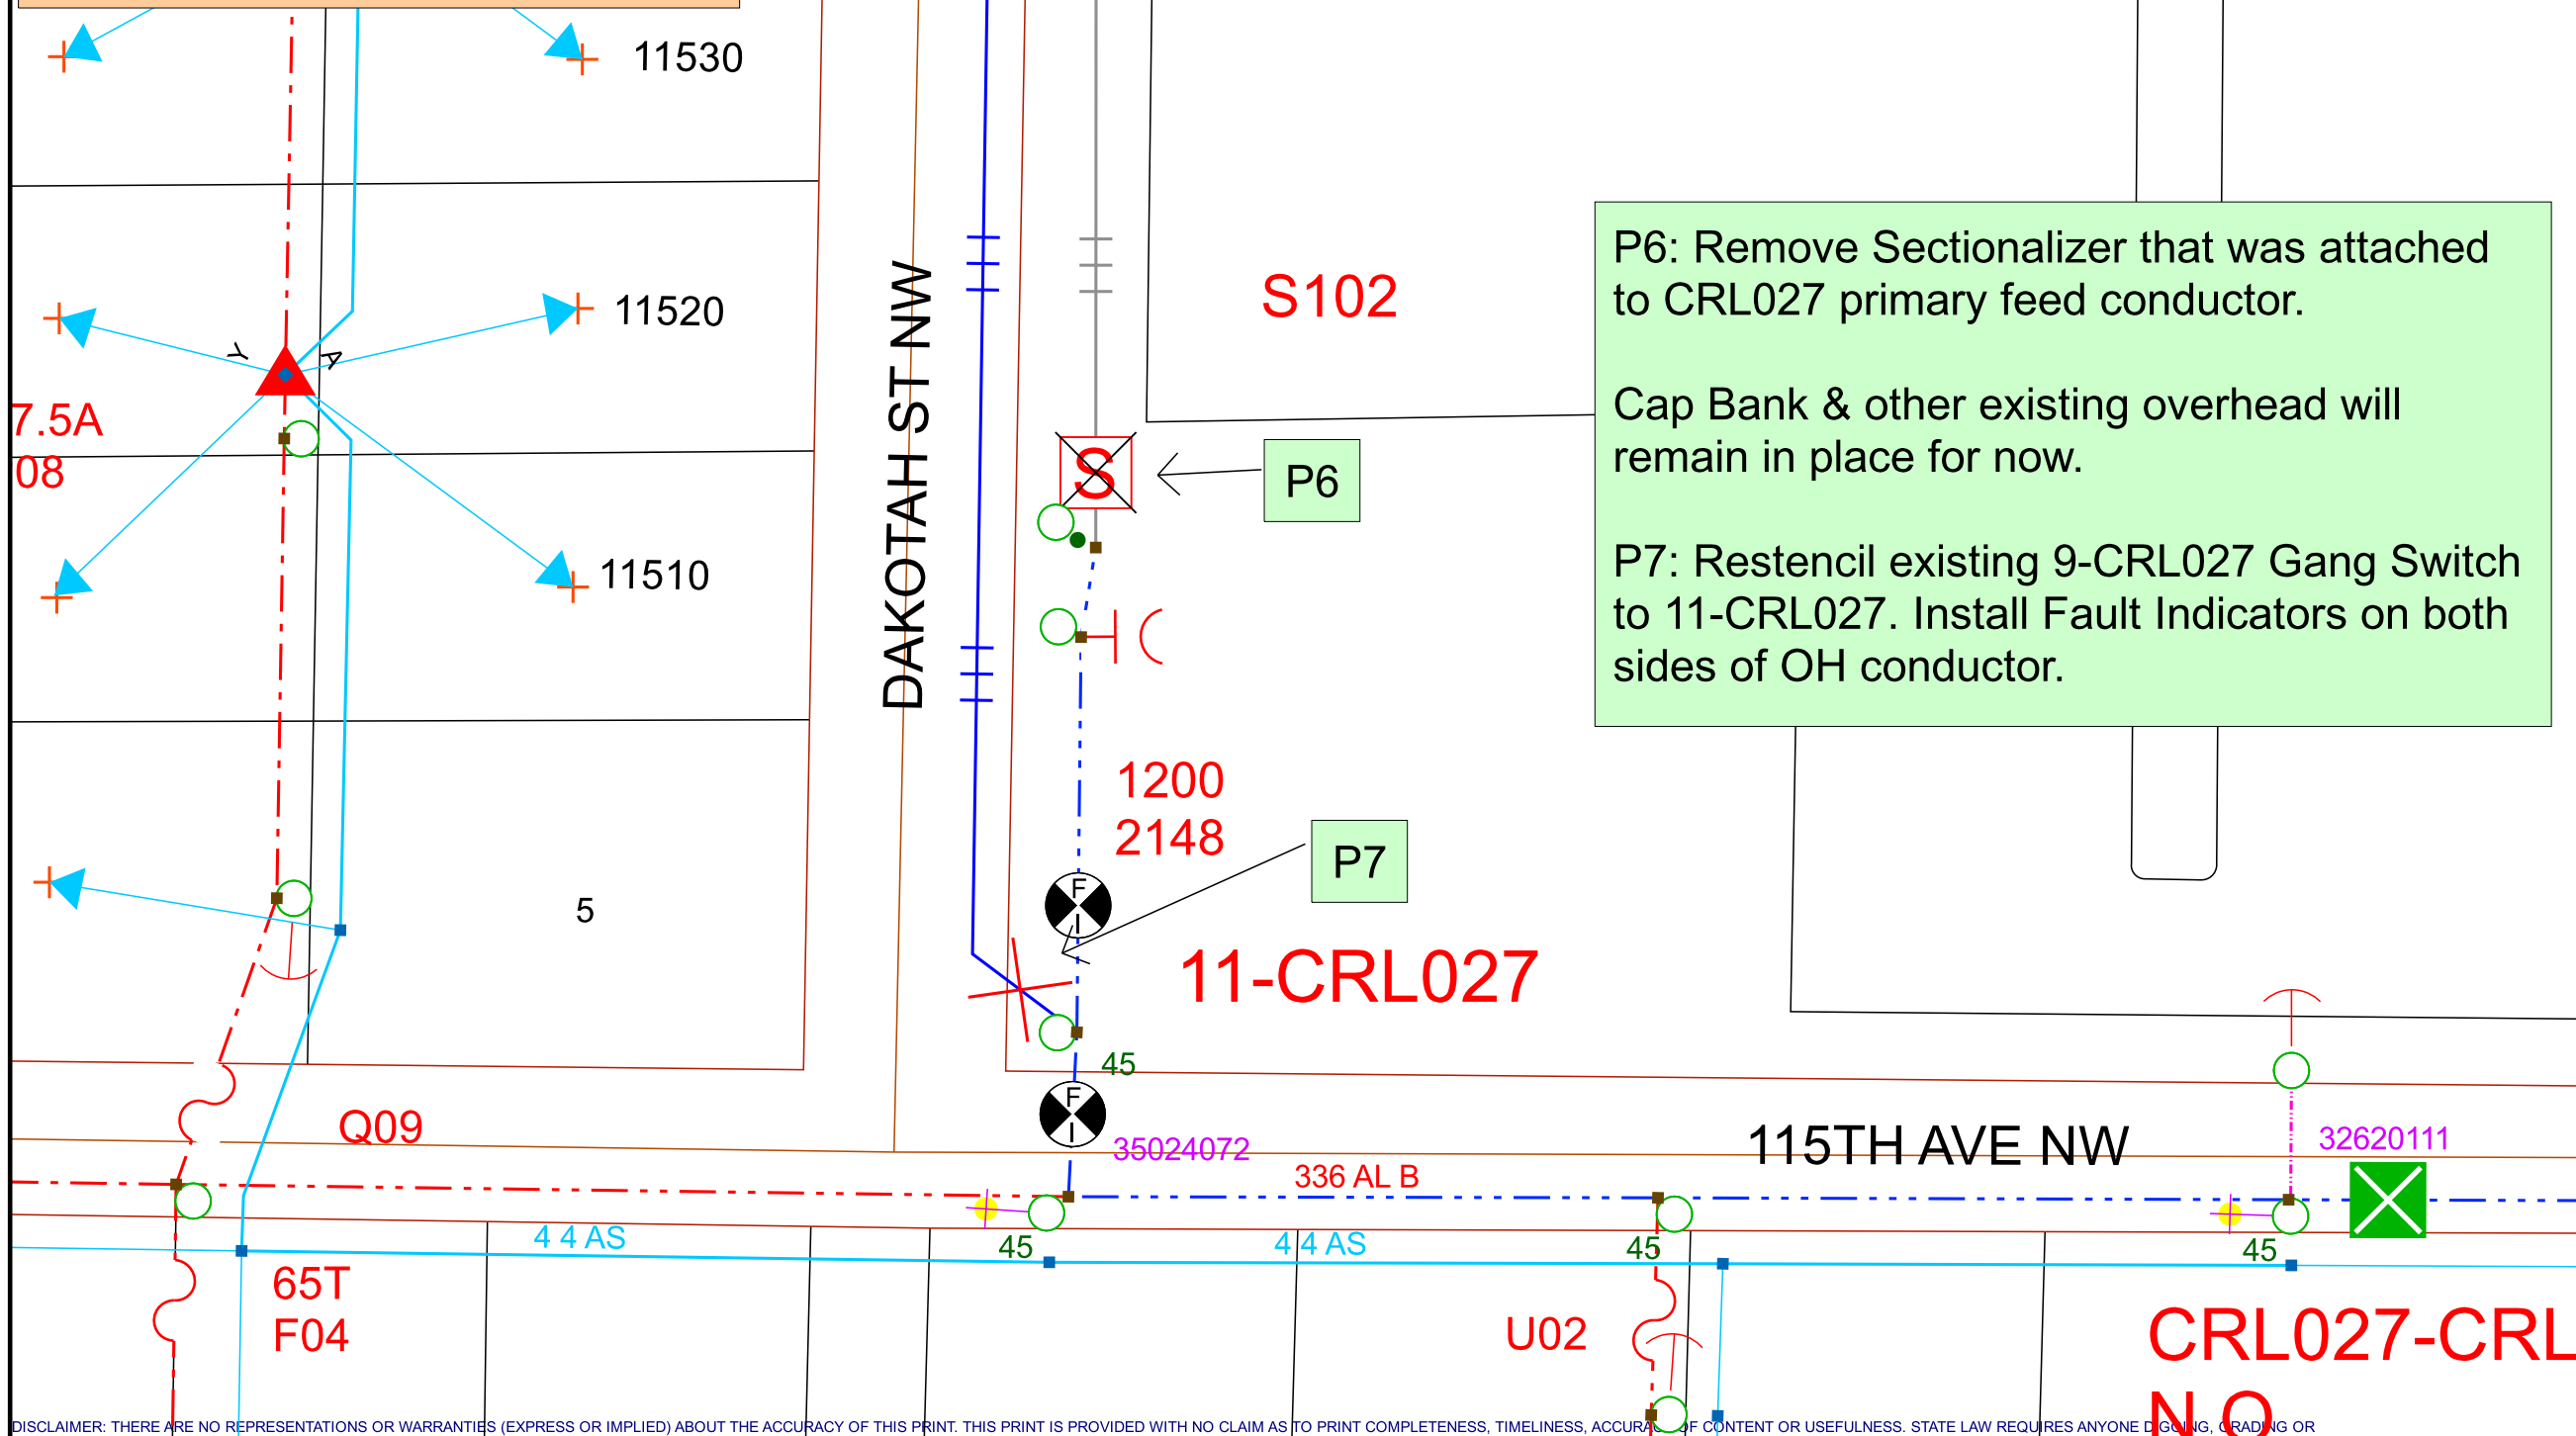 11530
P6: Remove Sectionalizer that was attached
to CRL027 primary feed conductor.
Cap Bank & other existing overhead will
remain in place for now.
P7: Restencil existing 9-CRL027 Gang Switch
to 11-CRL027. Install Fault Indicators on both
sides of OH conductor.
S102
11520
DAKOTAH ST NW
Y
A
7.5A
08
S
P6
11510
1200
2148
P7
F
I
5
11-CRL027
45
F
I
Q09
35024072
336 AL B
115TH AVE NW
32620111
4 4 AS
45
4 4 AS
45
45
65T
F04
U02
CRL027-CRL
N.O
DISCLAIMER: THERE ARE NO REPRESENTATIONS OR WARRANTIES (EXPRESS OR IMPLIED) ABOUT THE ACCURACY OF THIS PRINT. THIS PRINT IS PROVIDED WITH NO CLAIM AS TO PRINT COMPLETENESS, TIMELINESS, ACCURACY OF CONTENT OR USEFULNESS. STATE LAW REQUIRES ANYONE DIGGING, GRADING OR